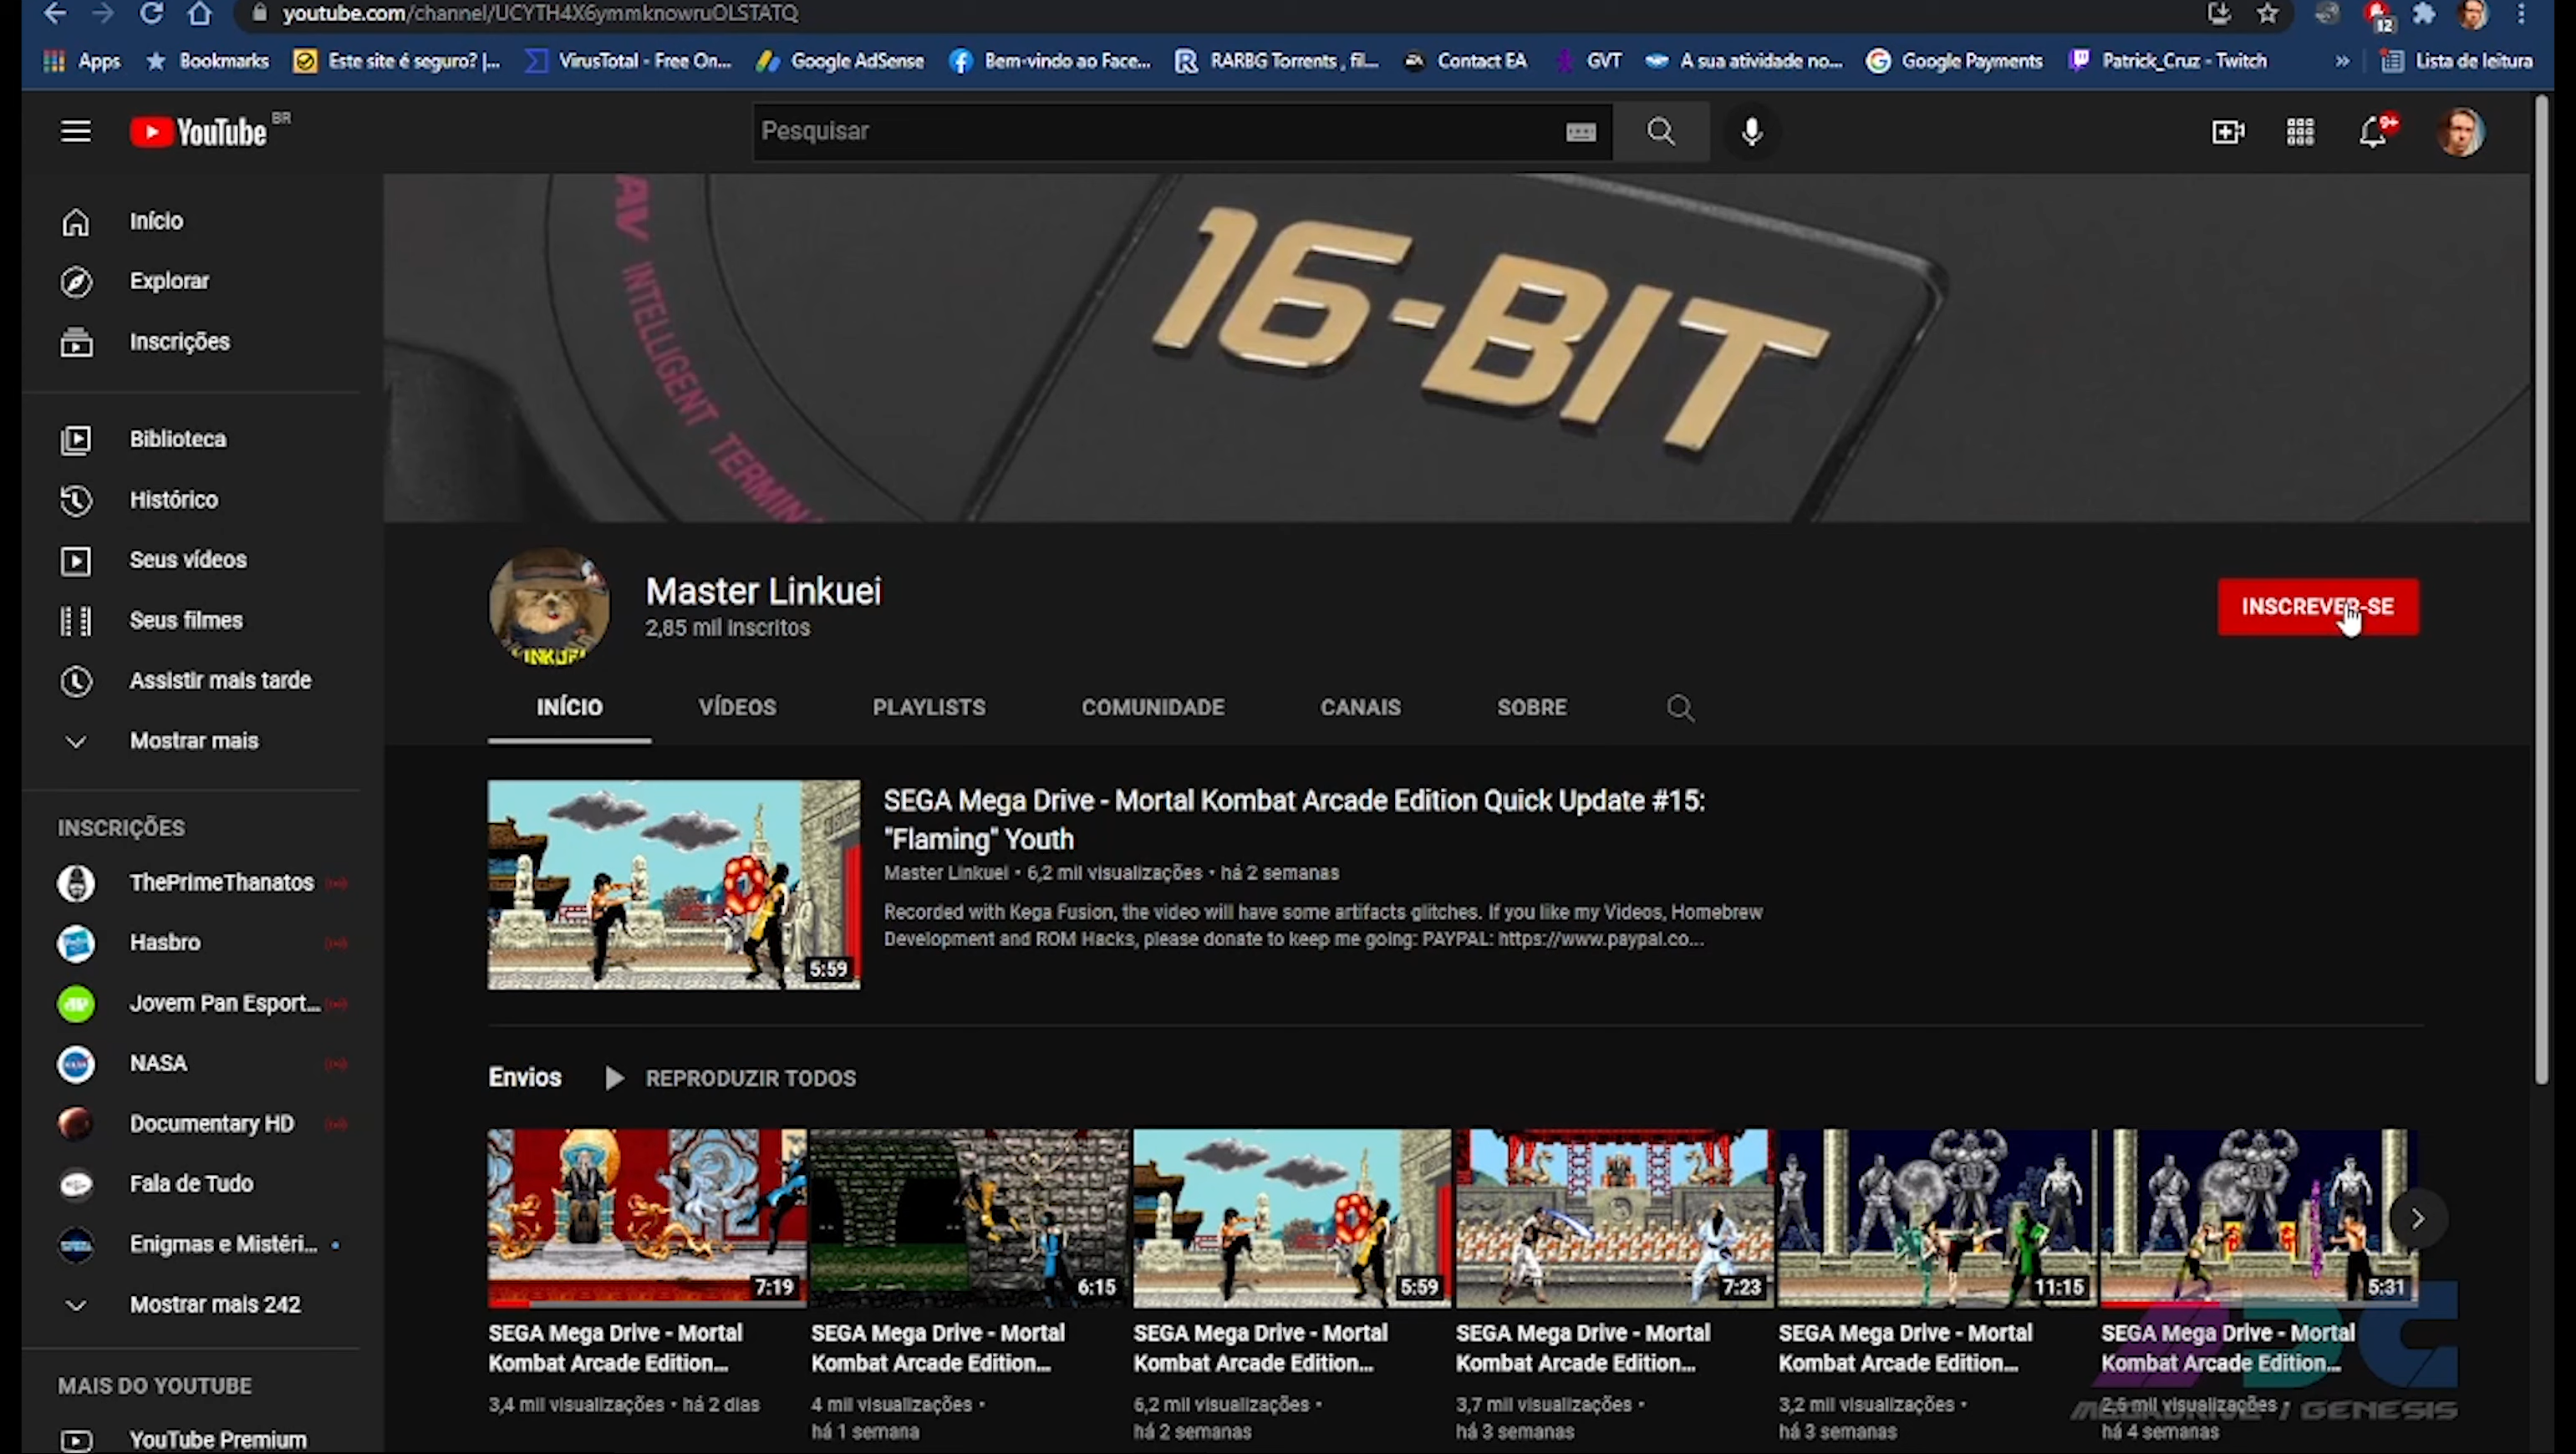 youtube.com/channel/UCYTH4X6ymmknowruOLSTATQ
12
Apps
Bookmarks
Este site é seguro? |...
VirusTotal - Free On...
Google AdSense
Bem-vindo ao Face...
RARBG Torrents , fil...
Contact EA
GVT
A sua atividade no...
Google Payments
Patrick_Cruz - Twitch
»
Lista de leitura
YouTube BR
Pesquisar
9+
Início
Explorar
Inscrições
Biblioteca
Histórico
Seus vídeos
Seus filmes
Assistir mais tarde
Mostrar mais
INSCRIÇÕES
ThePrimeThanatos
Hasbro
Jovem Pan Esport...
NASA
Documentary HD
Fala de Tudo
Enigmas e Mistéri...
Mostrar mais 242
MAIS DO YOUTUBE
YouTube Premium
AV INTELLIGENT TERMINA
16-BIT
LINKUEI
Master Linkuei
2,85 mil inscritos
INSCREVER-SE
INÍCIO
VÍDEOS
PLAYLISTS
COMUNIDADE
CANAIS
SOBRE
5:59
SEGA Mega Drive - Mortal Kombat Arcade Edition Quick Update #15:
"Flaming" Youth
Master Linkuei • 6,2 mil visualizações • há 2 semanas
Recorded with Kega Fusion, the video will have some artifacts glitches. If you like my Videos, Homebrew
Development and ROM Hacks, please donate to keep me going: PAYPAL: https://www.paypal.co...
Envios
REPRODUZIR TODOS
7:19
SEGA Mega Drive - Mortal
Kombat Arcade Edition...
3,4 mil visualizações • há 2 dias
6:15
SEGA Mega Drive - Mortal
Kombat Arcade Edition...
4 mil visualizações •
há 1 semana
5:59
SEGA Mega Drive - Mortal
Kombat Arcade Edition...
6,2 mil visualizações •
há 2 semanas
7:23
SEGA Mega Drive - Mortal
Kombat Arcade Edition...
3,7 mil visualizações •
há 3 semanas
11:15
SEGA Mega Drive - Mortal
Kombat Arcade Edition...
3,2 mil visualizações •
há 3 semanas
5:31
SEGA Mega Drive - Mortal
Kombat Arcade Edition...
2,6 mil visualizações •
há 4 semanas
MEGADRIVE / GENESIS